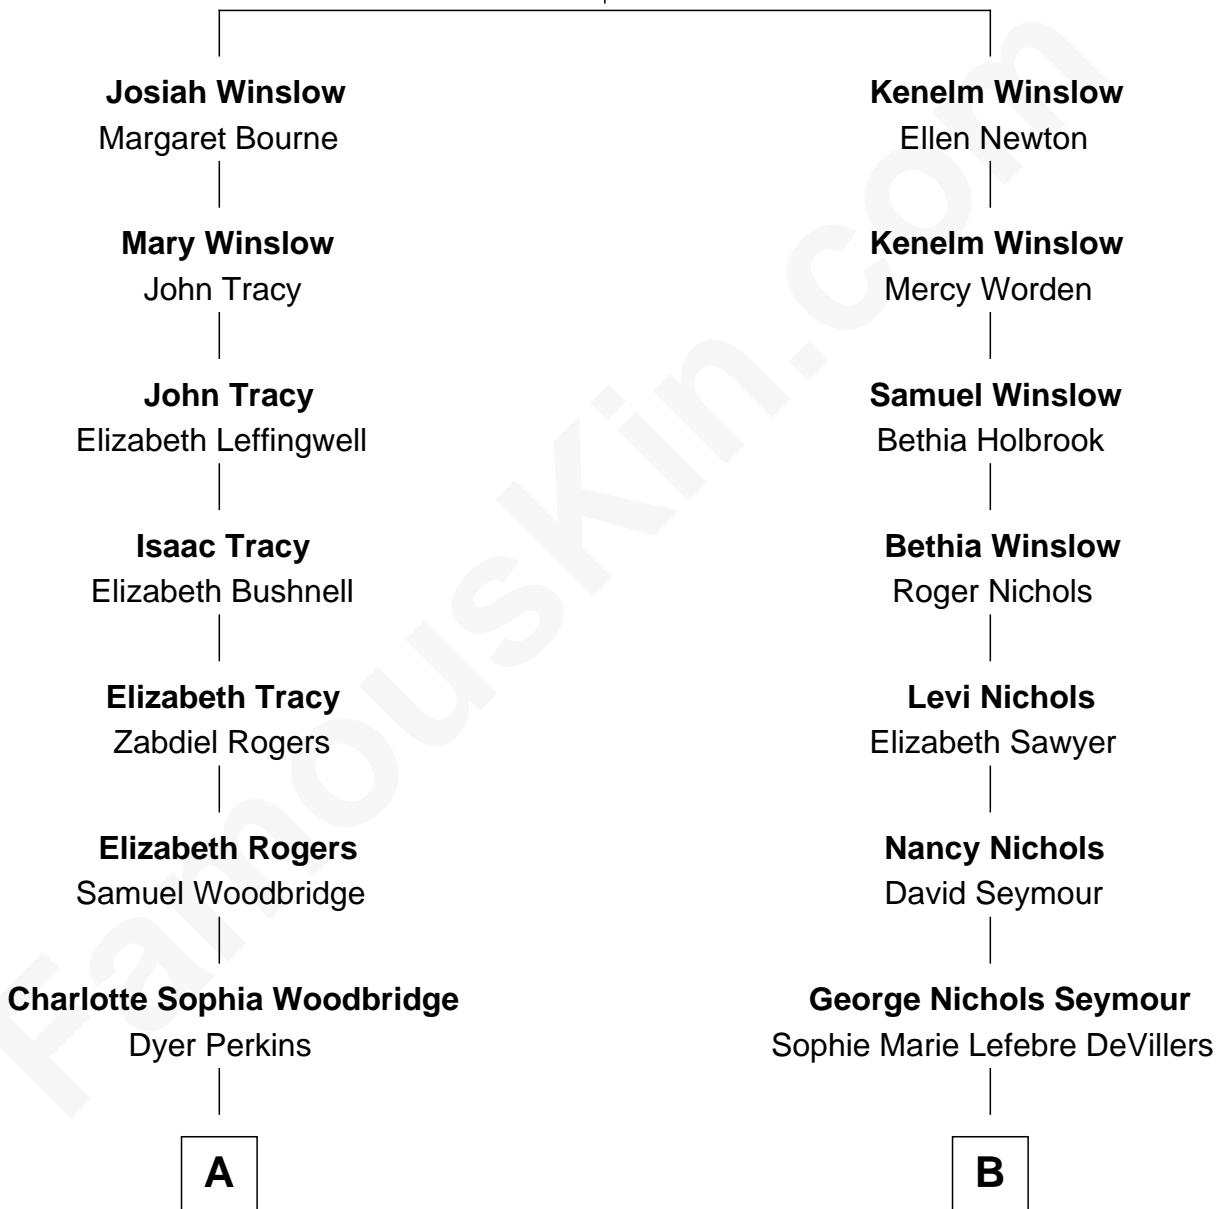 Josiah Winslow
Margaret Bourne
Mary Winslow
John Tracy
John Tracy
Elizabeth Leffingwell
Isaac Tracy
Elizabeth Bushnell
Elizabeth Tracy
Zabdiel Rogers
Elizabeth Rogers
Samuel Woodbridge
Charlotte Sophia Woodbridge
Dyer Perkins
A
Kenelm Winslow
Ellen Newton
Kenelm Winslow
Mercy Worden
Samuel Winslow
Bethia Holbrook
Bethia Winslow
Roger Nichols
Levi Nichols
Elizabeth Sawyer
Nancy Nichols
David Seymour
George Nichols Seymour
Sophie Marie Lefebre DeVillers
B
FamousKin.com